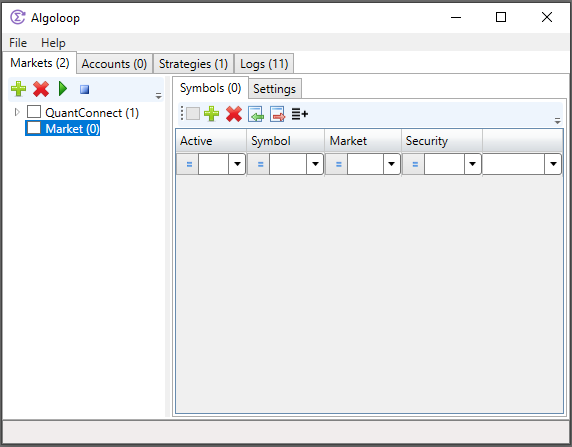 Algoloop
File Help
Markets (2) Accounts (0) Strategies (1) Logs (11)
QuantConnect (1)
Market (0)
Symbols (0) Settings
Active Symbol Market Security
= = = =